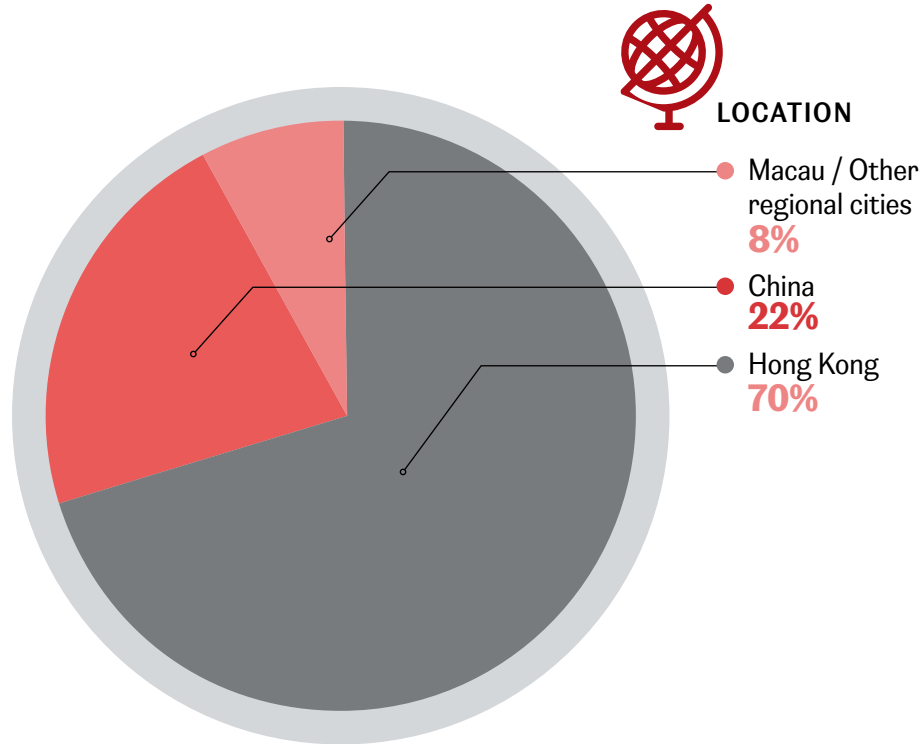 LOCATION
Macau / Other
regional cities
8%
China
22%
Hong Kong
70%